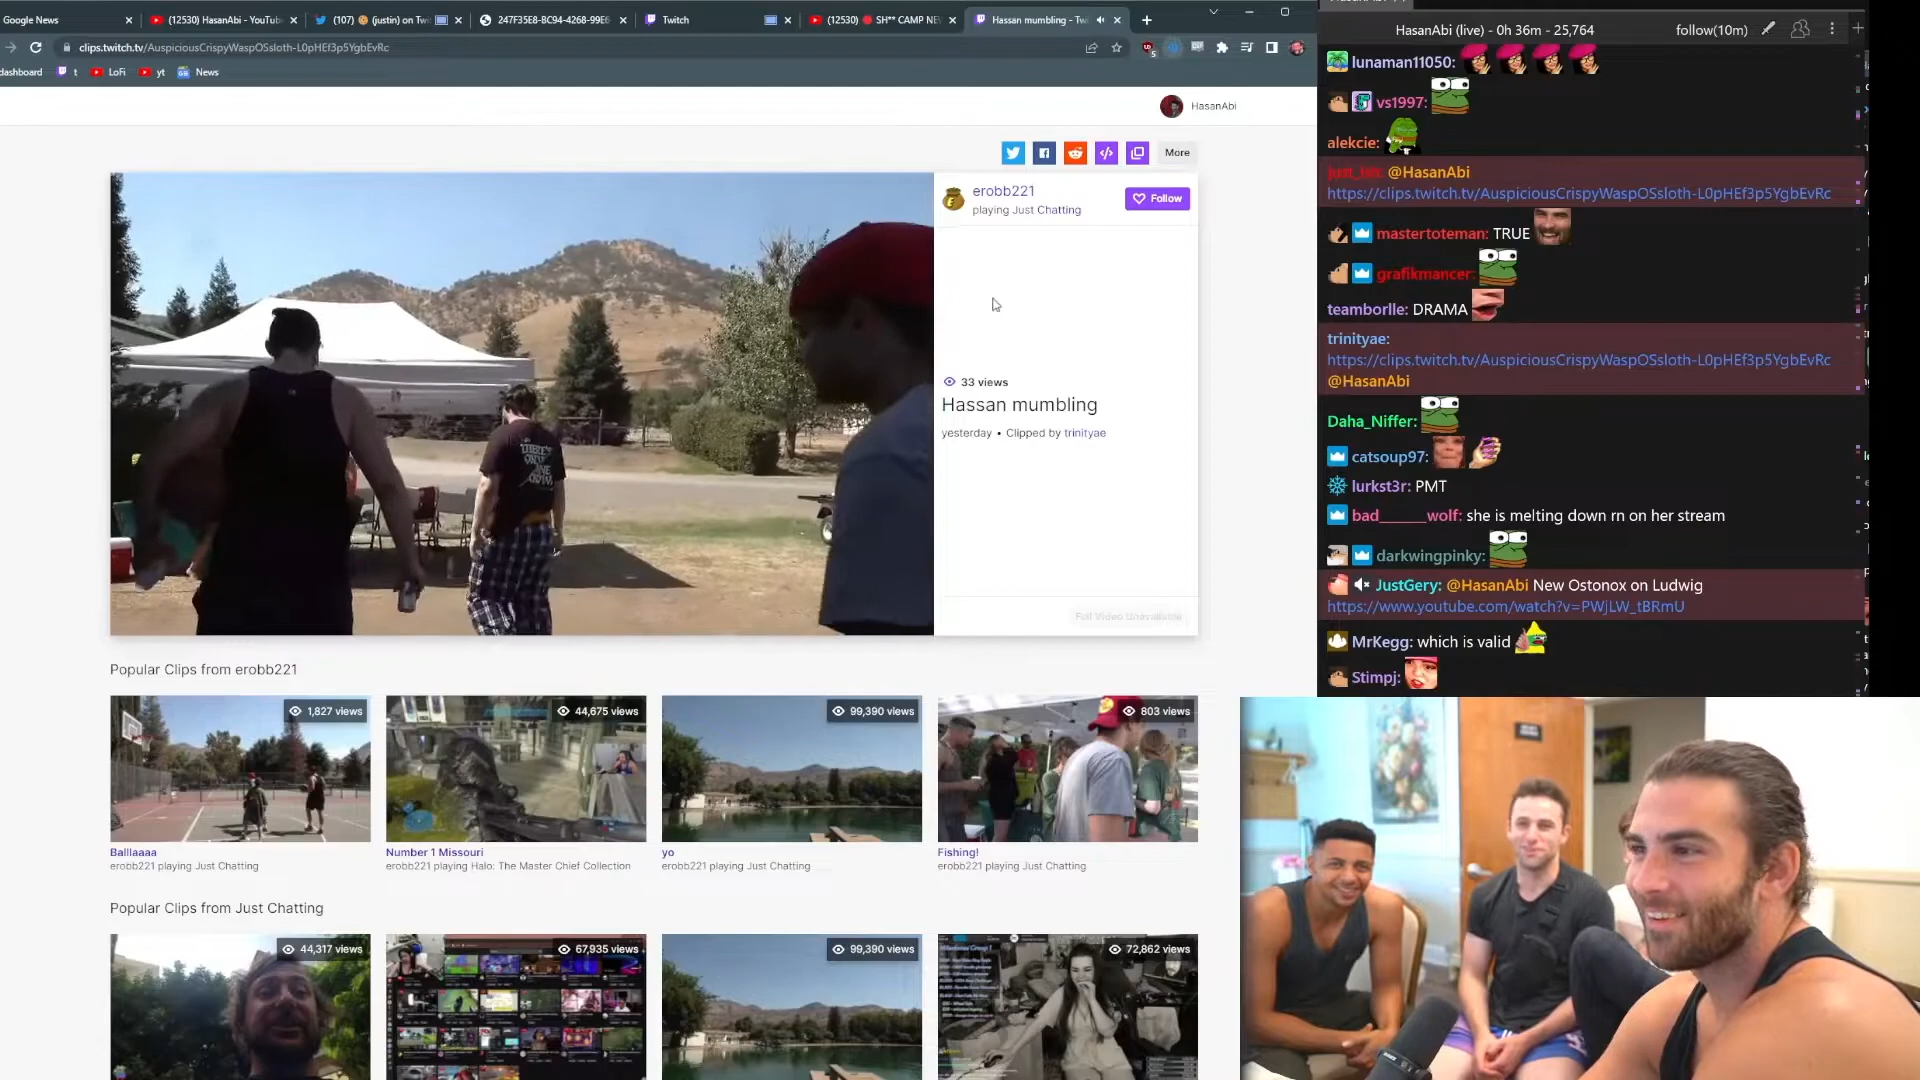 Google News
(12530) HasanAbi - YouTub
(107) (justin) on Twi
247F35E8-BC94-4268-99E6
Twitch
(12530) SH** CAMP NE
Hassan mumbling - Tw
clips.twitch.tv/AuspiciousCrispyWaspOSsloth-L0pHEf3p5YgbEvRc
dashboard
t
LoFi
yt
News
HasanAbi
More
erobb221
playing Just Chatting
Follow
33 views
Hassan mumbling
yesterday • Clipped by trinityae
Full Video Unavailable
Popular Clips from erobb221
1,827 views
44,675 views
99,390 views
803 views
Balllaaaa
erobb221 playing Just Chatting
Number 1 Missouri
erobb221 playing Halo: The Master Chief Collection
yo
erobb221 playing Just Chatting
Fishing!
erobb221 playing Just Chatting
Popular Clips from Just Chatting
44,317 views
67,935 views
99,390 views
72,862 views
HasanAbi (live) - 0h 36m - 25,764
follow(10m)
lunaman11050:
vs1997:
alekcie:
@HasanAbi
https://clips.twitch.tv/AuspiciousCrispyWaspOSsloth-L0pHEf3p5YgbEvRc
mastertoteman: TRUE
grafikmancer:
teamborlle: DRAMA
trinityae:
https://clips.twitch.tv/AuspiciousCrispyWaspOSsloth-L0pHEf3p5YgbEvRc
@HasanAbi
Daha_Niffer:
catsoup97:
lurkst3r: PMT
bad______wolf: she is melting down rn on her stream
darkwingpinky:
JustGery: @HasanAbi New Ostonox on Ludwig
https://www.youtube.com/watch?v=PWjLW_tBRmU
MrKegg: which is valid
Stimpj: